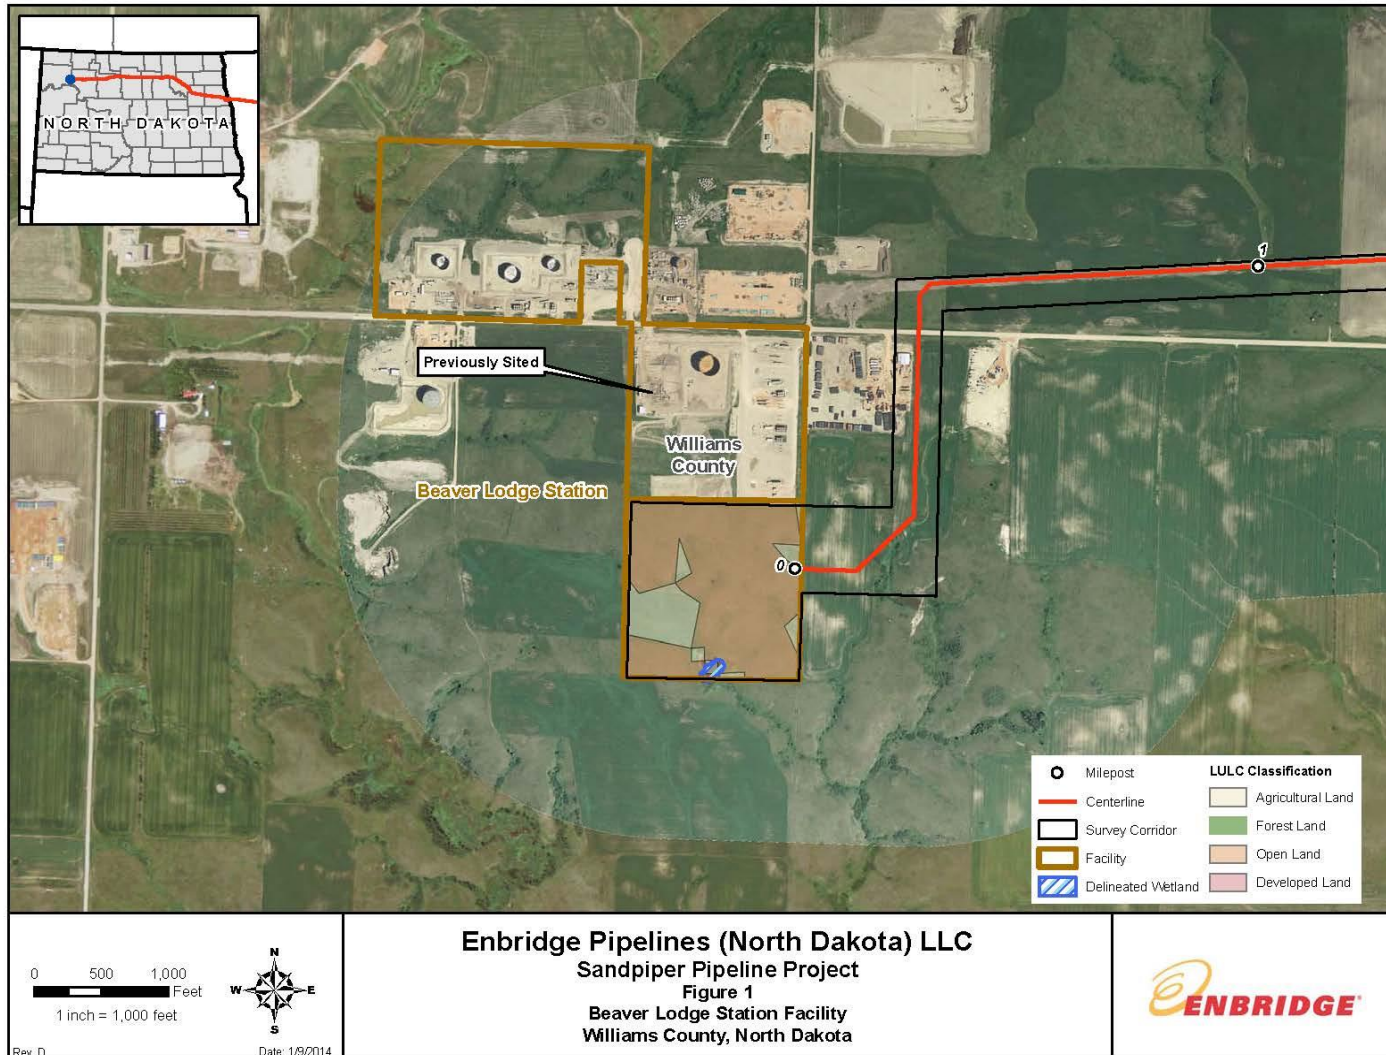 NORTH DAKOTA
1
Previously Sited
Williams
County
Beaver Lodge Station
0
Milepost
Centerline
Survey Corridor
Facility
Delineated Wetland
LULC Classification
Agricultural Land
Forest Land
Open Land
Developed Land
0 500 1,000
Feet
1 inch = 1,000 feet
N
W E
S
Rev. D
Date: 1/9/2014
Enbridge Pipelines (North Dakota) LLC
Sandpiper Pipeline Project
Figure 1
Beaver Lodge Station Facility
Williams County, North Dakota
ENBRIDGE®